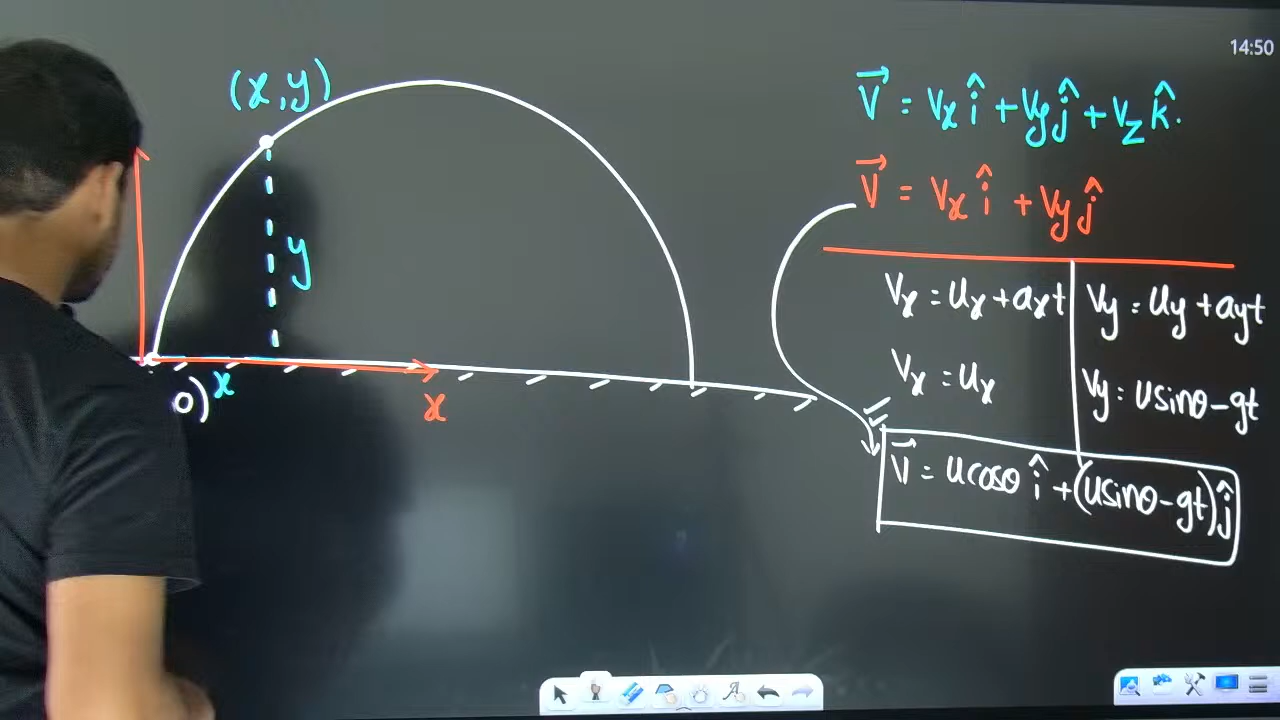 14:50
(x,y)
y
x
0)
x
V⃗ = Vx î + Vy ĵ + Vz k̂.
V⃗ = Vx î + Vy ĵ
Vx = ux + axt
Vy = uy + ayt
Vx = ux
Vy = usinθ - gt
V⃗ = ucosθ î + (usinθ - gt) ĵ